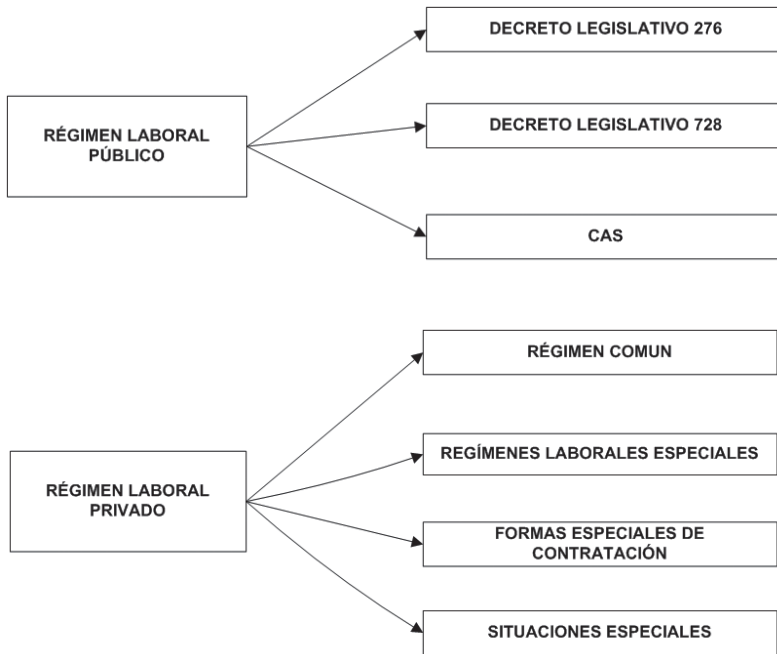 DECRETO LEGISLATIVO 276
RÉGIMEN LABORAL
PÚBLICO
DECRETO LEGISLATIVO 728
CAS
RÉGIMEN COMUN
RÉGIMEN LABORAL
PRIVADO
REGÍMENES LABORALES ESPECIALES
FORMAS ESPECIALES DE
CONTRATACIÓN
SITUACIONES ESPECIALES